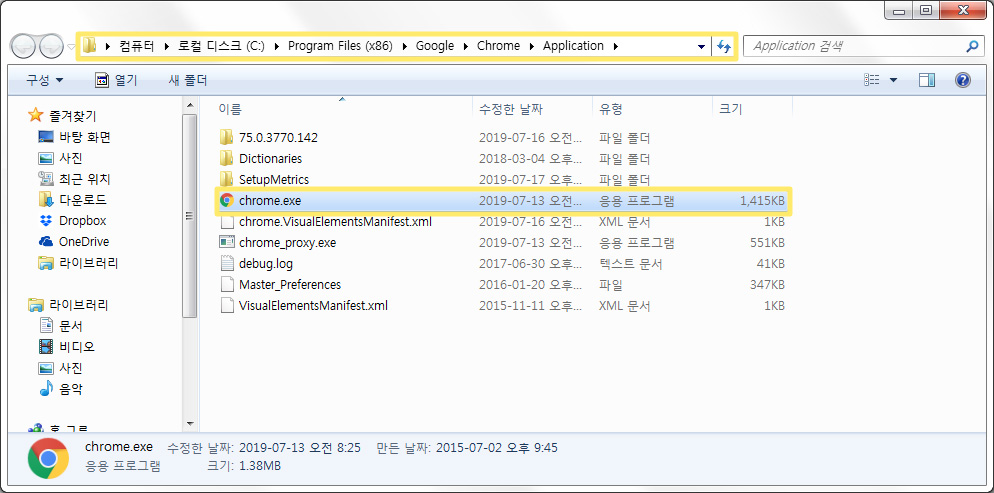 컴퓨터 로컬 디스크 (C:) Program Files (x86) Google Chrome Application
Application 검색
구성 열기 새 폴더
즐겨찾기
바탕 화면
사진
최근 위치
다운로드
Dropbox
OneDrive
라이브러리
라이브러리
문서
비디오
사진
음악
이름 수정한 날짜 유형 크기
75.0.3770.142 2019-07-16 오전... 파일 폴더
Dictionaries 2018-03-04 오후... 파일 폴더
SetupMetrics 2019-07-17 오후... 파일 폴더
chrome.exe 2019-07-13 오전... 응용 프로그램 1,415KB
chrome.VisualElementsManifest.xml 2019-07-16 오전... XML 문서 1KB
chrome_proxy.exe 2019-07-13 오전... 응용 프로그램 551KB
debug.log 2017-06-30 오후... 텍스트 문서 41KB
Master_Preferences 2016-01-20 오후... 파일 347KB
VisualElementsManifest.xml 2015-11-11 오후... XML 문서 1KB
chrome.exe 수정한 날짜: 2019-07-13 오전 8:25 만든 날짜: 2015-07-02 오후 9:45
응용 프로그램 크기: 1.38MB